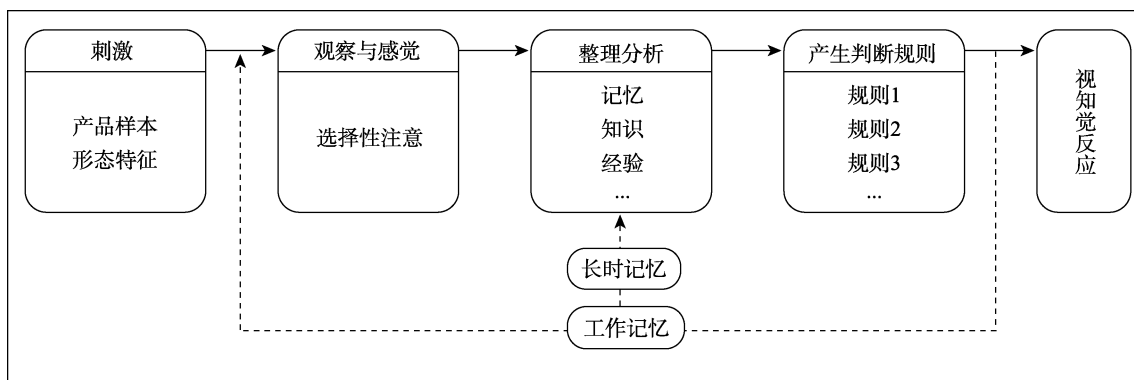 刺激
产品样本
形态特征
观察与感觉
选择性注意
整理分析
记忆
知识
经验
...
产生判断规则
规则1
规则2
规则3
...
视知觉反应
长时记忆
工作记忆